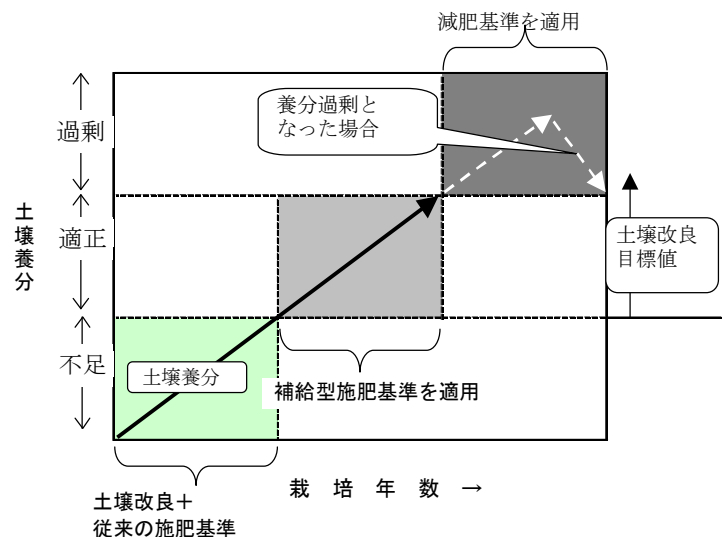 減肥基準を適用
養分過剰と
なった場合
過剰
適正
不足
土壌養分
土壌改良
目標値
土壌養分
補給型施肥基準を適用
栽 培 年 数 →
土壌改良＋
従来の施肥基準